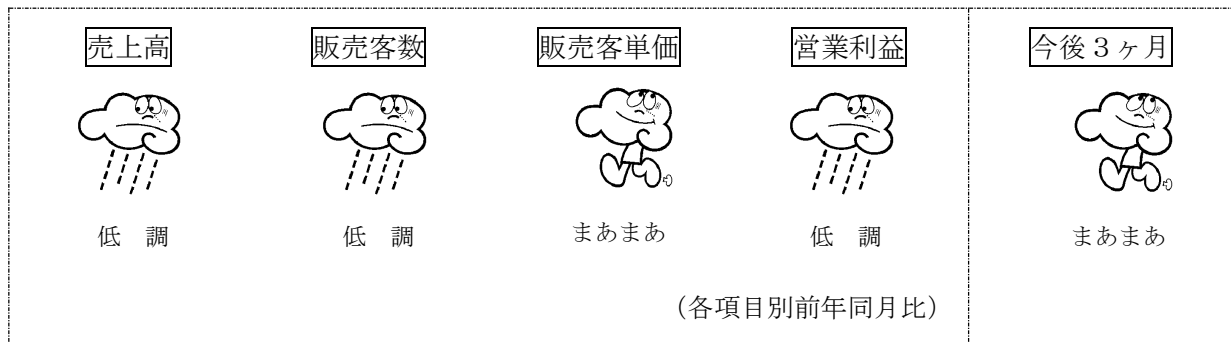 売上高 販売客数 販売客単価 営業利益 今後３ヶ月
低 調 低 調 まあまあ 低 調 まあまあ
（各項目別前年同月比）